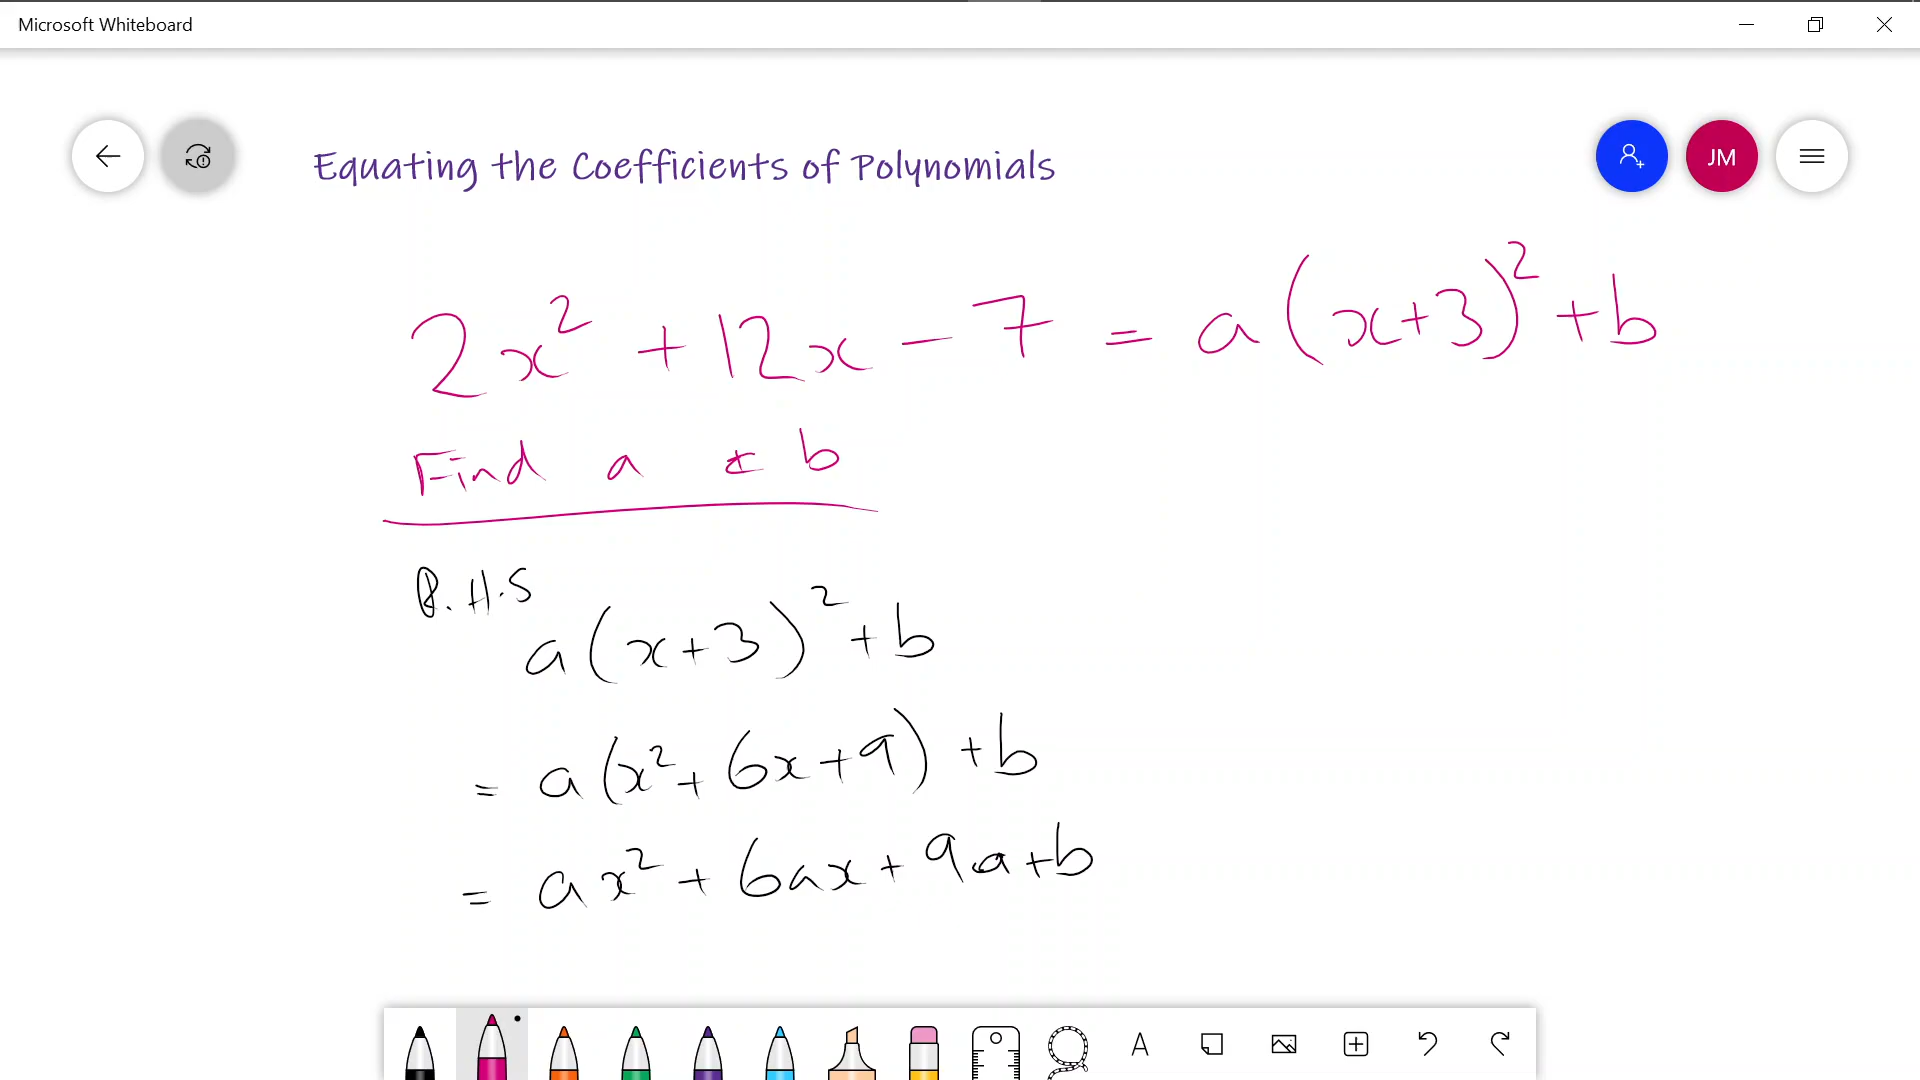 Microsoft Whiteboard
Equating the Coefficients of Polynomials
JM
2x² + 12x - 7 = a(x+3)² + b
Find a & b
R.H.S
a(x+3)² + b
= a(x² + 6x + 9) + b
= ax² + 6ax + 9a + b
A